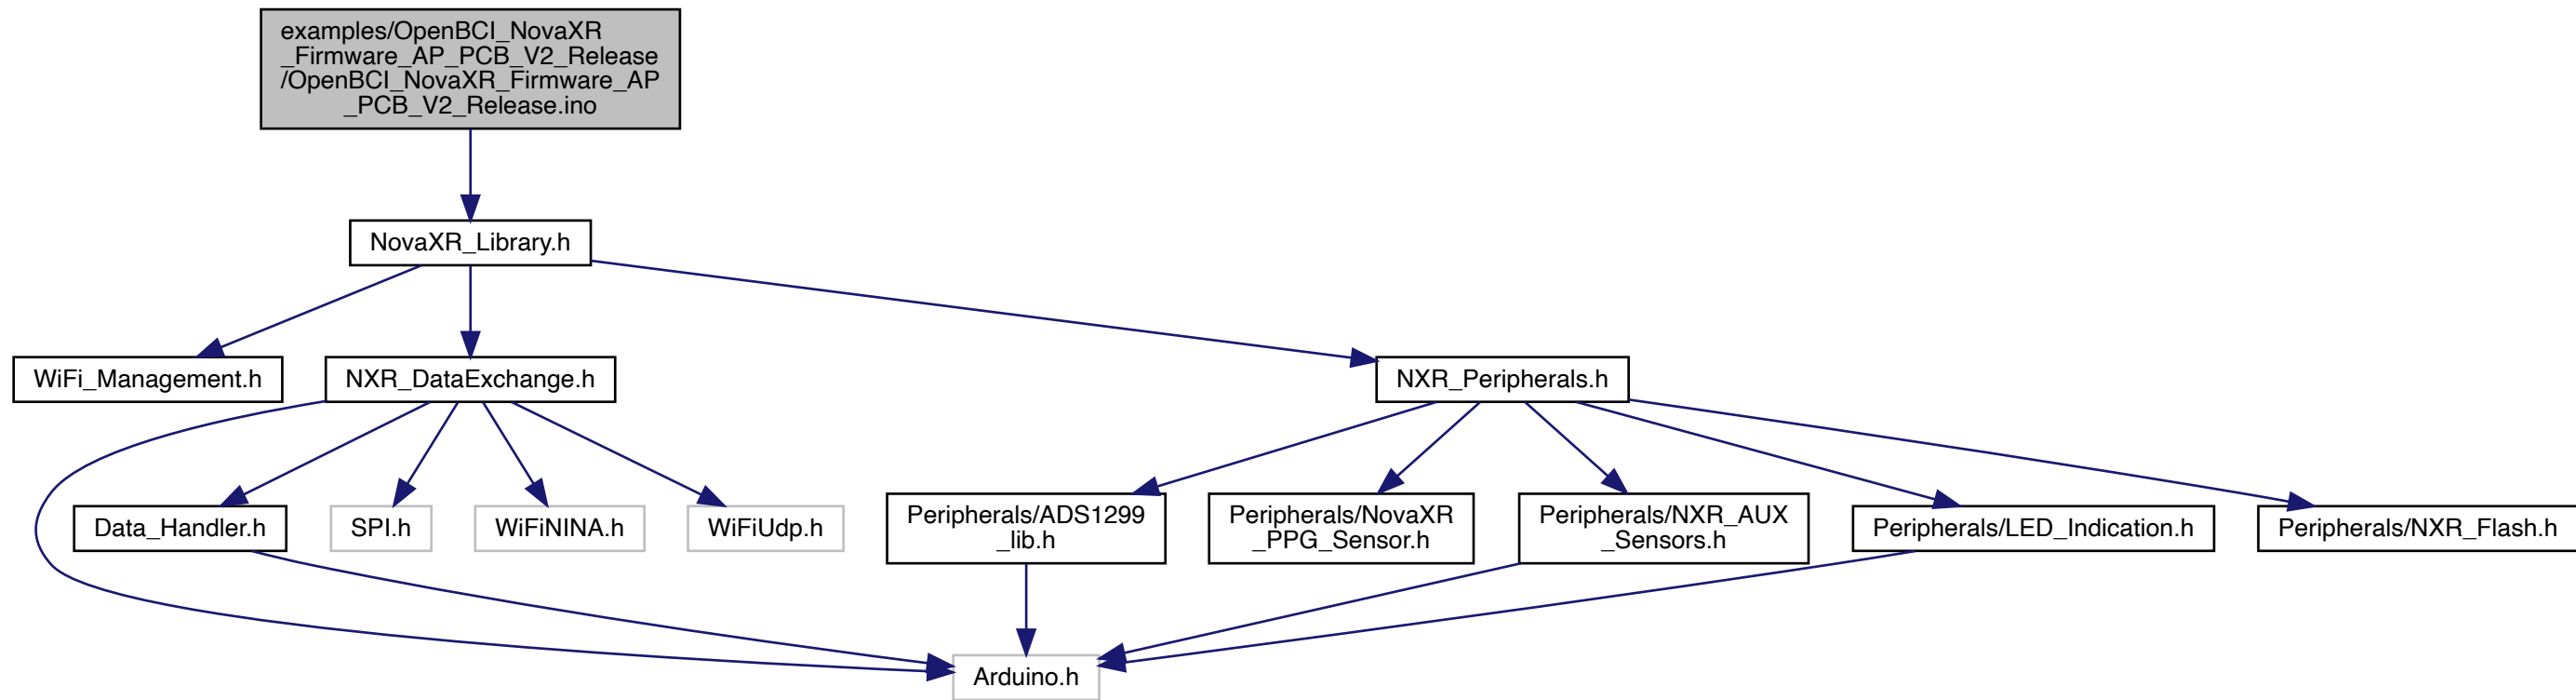 examples/OpenBCI_NovaXR
_Firmware_AP_PCB_V2_Release
/OpenBCI_NovaXR_Firmware_AP
_PCB_V2_Release.ino
NovaXR_Library.h
WiFi_Management.h
NXR_DataExchange.h
NXR_Peripherals.h
Data_Handler.h
SPI.h
WiFiNINA.h
WiFiUdp.h
Peripherals/ADS1299
_lib.h
Peripherals/NovaXR
_PPG_Sensor.h
Peripherals/NXR_AUX
_Sensors.h
Peripherals/LED_Indication.h
Peripherals/NXR_Flash.h
Arduino.h